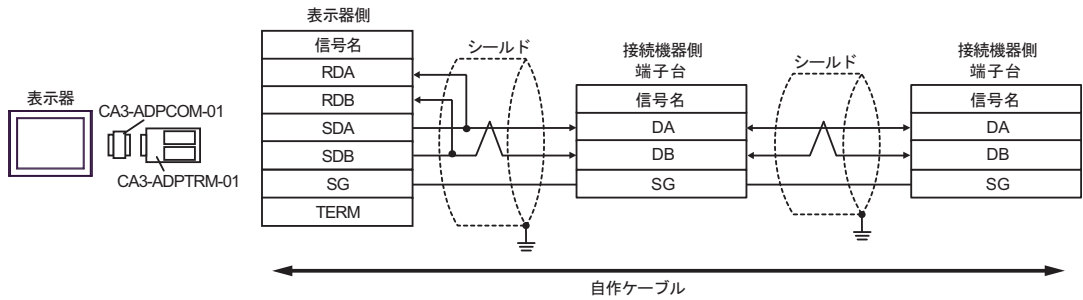 表示器
CA3-ADPCOM-01
CA3-ADPTRM-01
表示器側
信号名
RDA
RDB
SDA
SDB
SG
TERM
シールド
接続機器側
端子台
信号名
DA
DB
SG
シールド
接続機器側
端子台
信号名
DA
DB
SG
自作ケーブル